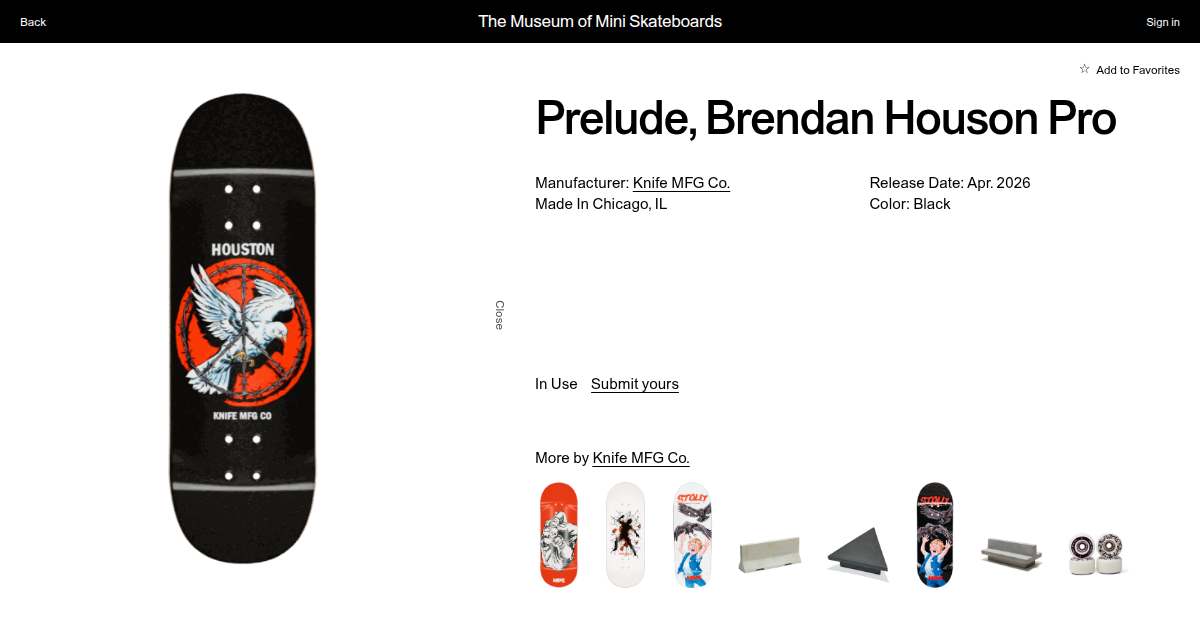 Back
The Museum of Mini Skateboards
Sign in
☆ Add to Favorites
Prelude, Brendan Houson Pro
Manufacturer: Knife MFG Co.
Made In Chicago, IL
Release Date: Apr. 2026
Color: Black
HOUSTON
KNIFE MFG CO
Close
In Use Submit yours
More by Knife MFG Co.